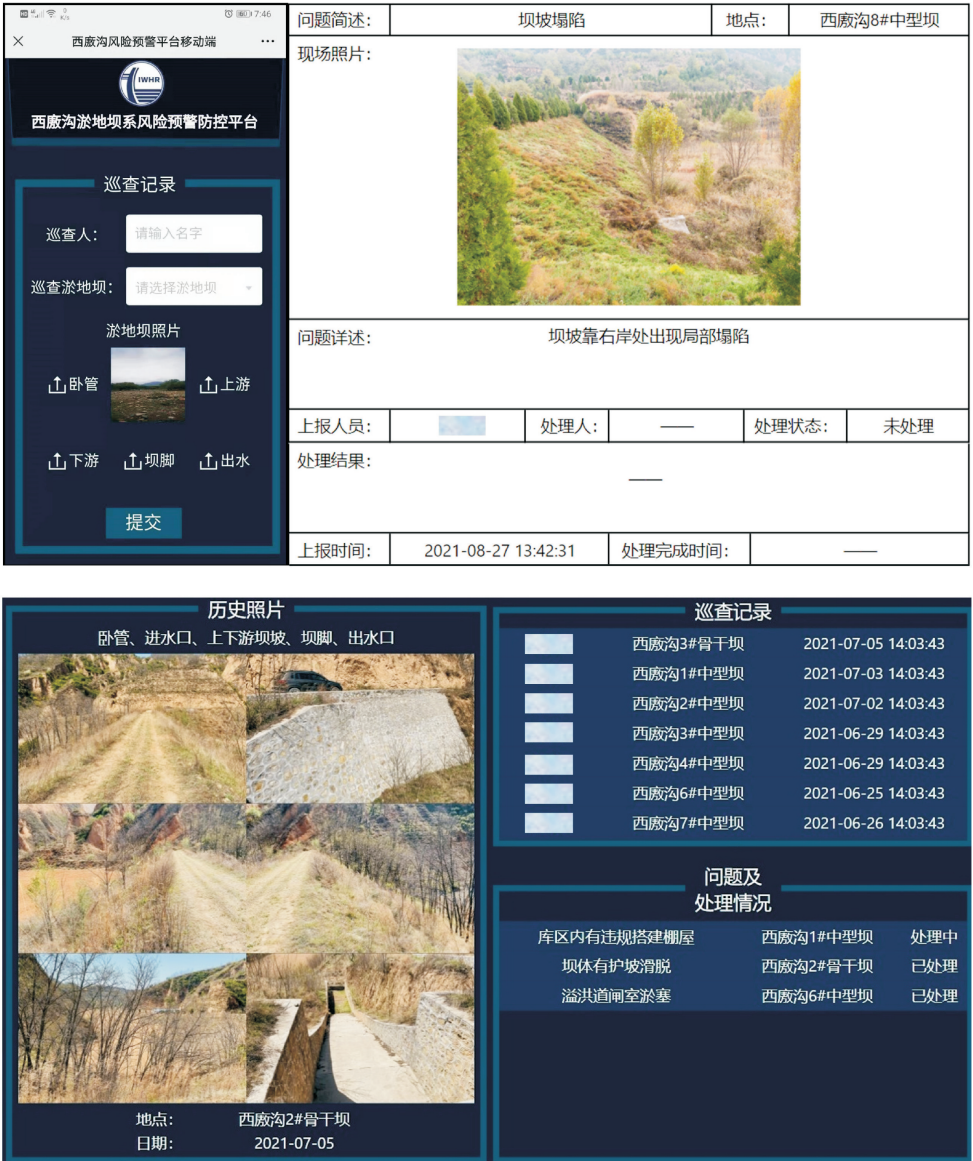 7:46
西廒沟风险预警平台移动端
IWHR
西廒沟淤地坝系风险预警防控平台
巡查记录
巡查人：
请输入名字
巡查淤地坝：
请选择淤地坝
淤地坝照片
卧管
上游
下游
坝脚
出水
提交
问题简述： 坝坡塌陷 地点： 西廒沟8#中型坝
现场照片：
问题详述： 坝坡靠右岸处出现局部塌陷
上报人员： 处理人： —— 处理状态： 未处理
处理结果： ——
上报时间： 2021-08-27 13:42:31 处理完成时间： ——
历史照片
卧管、进水口、上下游坝坡、坝脚、出水口
地点： 西廒沟2#骨干坝
日期： 2021-07-05
巡查记录
西廒沟3#骨干坝 2021-07-05 14:03:43
西廒沟1#中型坝 2021-07-03 14:03:43
西廒沟2#中型坝 2021-07-02 14:03:43
西廒沟3#中型坝 2021-06-29 14:03:43
西廒沟4#中型坝 2021-06-29 14:03:43
西廒沟6#中型坝 2021-06-25 14:03:43
西廒沟7#中型坝 2021-06-26 14:03:43
问题及
处理情况
库区内有违规搭建棚屋 西廒沟1#中型坝 处理中
坝体有护坡滑脱 西廒沟2#骨干坝 已处理
溢洪道闸室淤塞 西廒沟6#中型坝 已处理